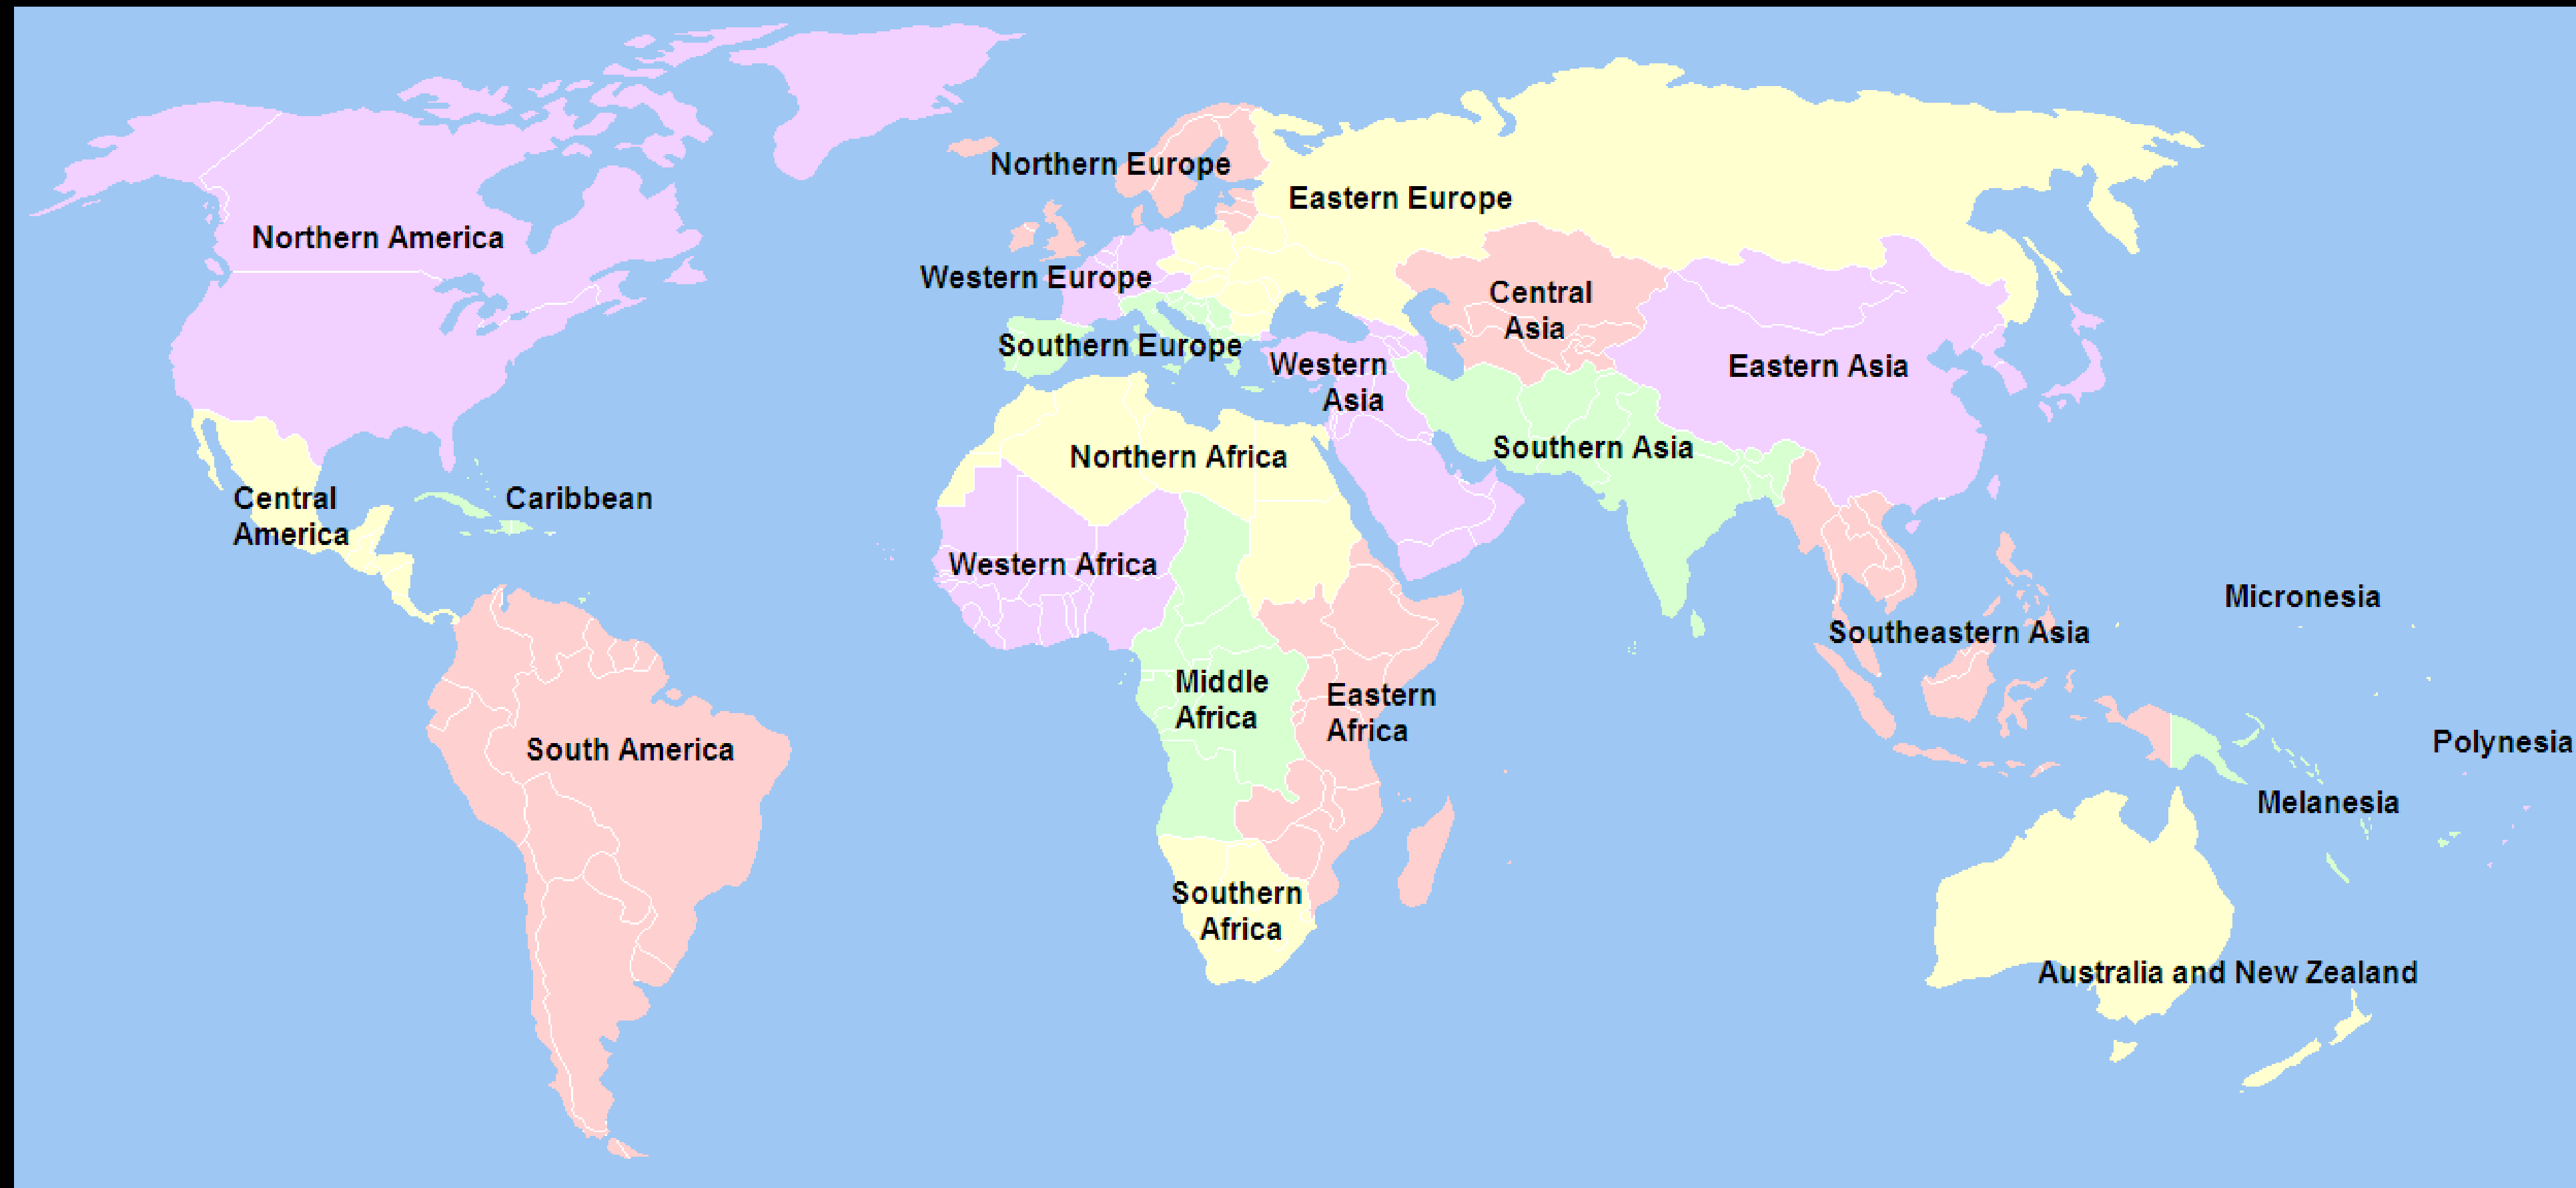 Northern Europe
Eastern Europe
Northern America
Western Europe
Central
Asia
Southern Europe
Western
Asia
Eastern Asia
Northern Africa
Southern Asia
Central
America
Caribbean
Western Africa
Micronesia
Southeastern Asia
Middle
Africa
Eastern
Africa
South America
Polynesia
Melanesia
Southern
Africa
Australia and New Zealand